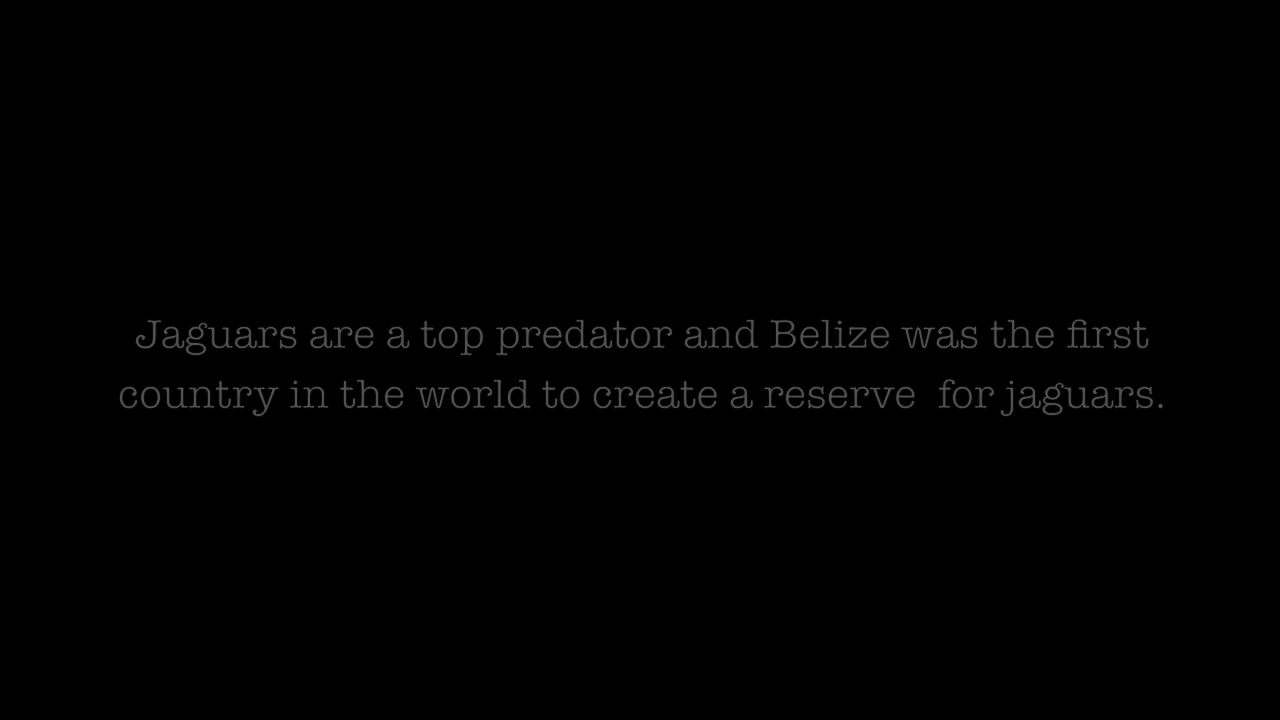 Jaguars are a top predator and Belize was the first
country in the world to create a reserve  for jaguars.